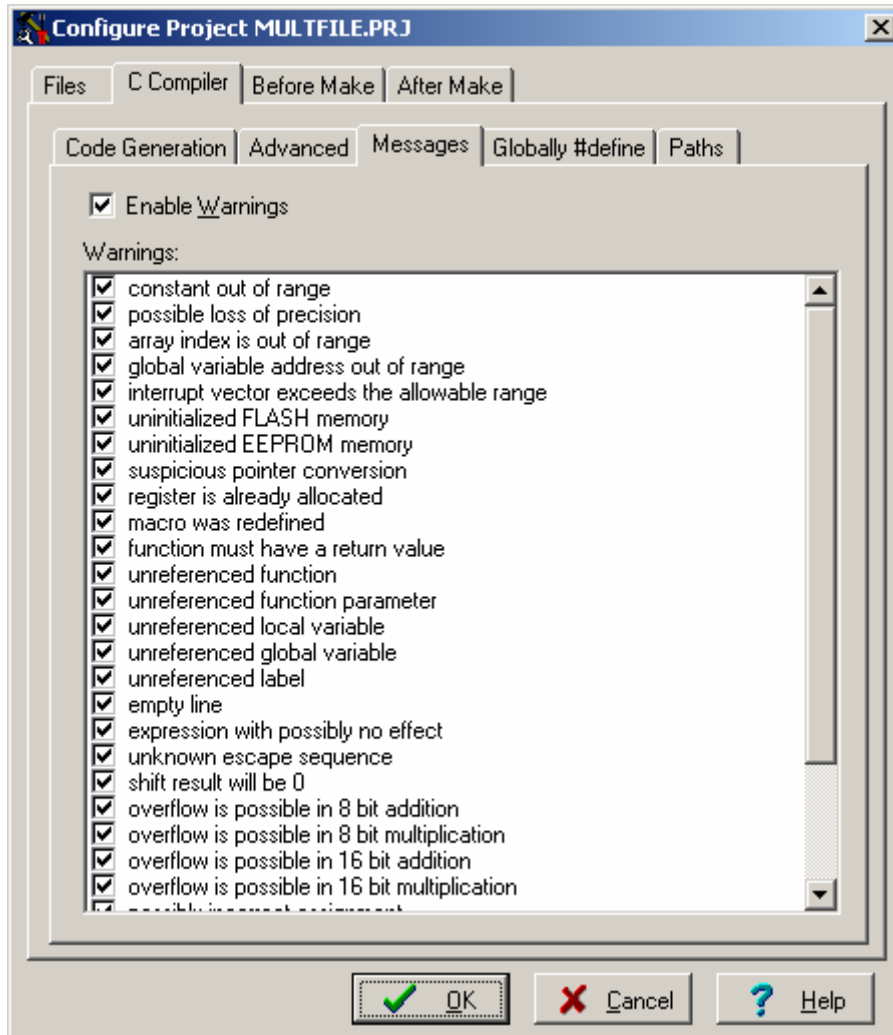 Configure Project MULTFILE.PRJ
Files C Compiler Before Make After Make
Code Generation Advanced Messages Globally #define Paths
Enable Warnings
Warnings:
constant out of range
possible loss of precision
array index is out of range
global variable address out of range
interrupt vector exceeds the allowable range
uninitialized FLASH memory
uninitialized EEPROM memory
suspicious pointer conversion
register is already allocated
macro was redefined
function must have a return value
unreferenced function
unreferenced function parameter
unreferenced local variable
unreferenced global variable
unreferenced label
empty line
expression with possibly no effect
unknown escape sequence
shift result will be 0
overflow is possible in 8 bit addition
overflow is possible in 8 bit multiplication
overflow is possible in 16 bit addition
overflow is possible in 16 bit multiplication
possibly incorrect assignment
OK Cancel Help